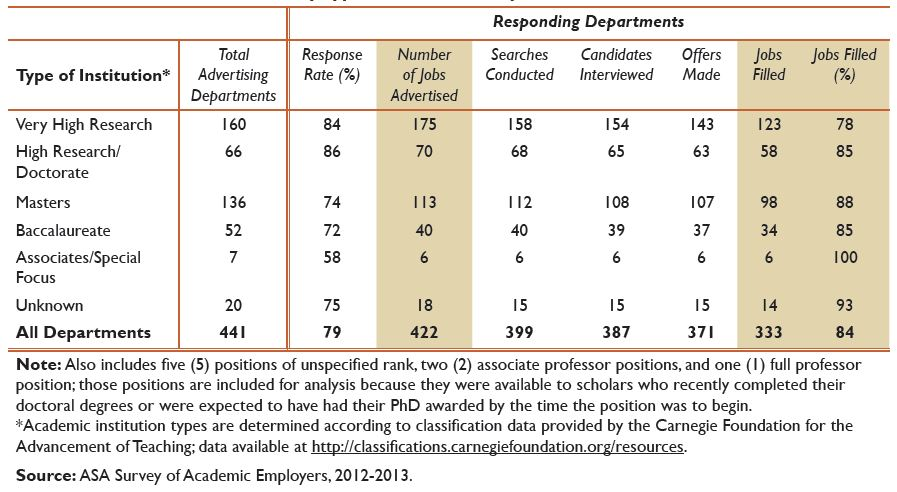 Responding Departments
Type of Institution*
Total Advertising Departments
Response Rate (%)
Number of Jobs Advertised
Searches Conducted
Candidates Interviewed
Offers Made
Jobs Filled
Jobs Filled (%)
Very High Research 160 84 175 158 154 143 123 78
High Research/ 66 86 70 68 65 63 58 85
Doctorate
Masters 136 74 113 112 108 107 98 88
Baccalaureate 52 72 40 40 39 37 34 85
Associates/Special 7 58 6 6 6 6 6 100
Focus
Unknown 20 75 18 15 15 15 14 93
All Departments 441 79 422 399 387 371 333 84
Note: Also includes five (5) positions of unspecified rank, two (2) associate professor positions, and one (1) full professor
position; those positions are included for analysis because they were available to scholars who recently completed their
doctoral degrees or were expected to have had their PhD awarded by the time the position was to begin.
*Academic institution types are determined according to classification data provided by the Carnegie Foundation for the
Advancement of Teaching; data available at http://classifications.carnegiefoundation.org/resources.
Source: ASA Survey of Academic Employers, 2012-2013.